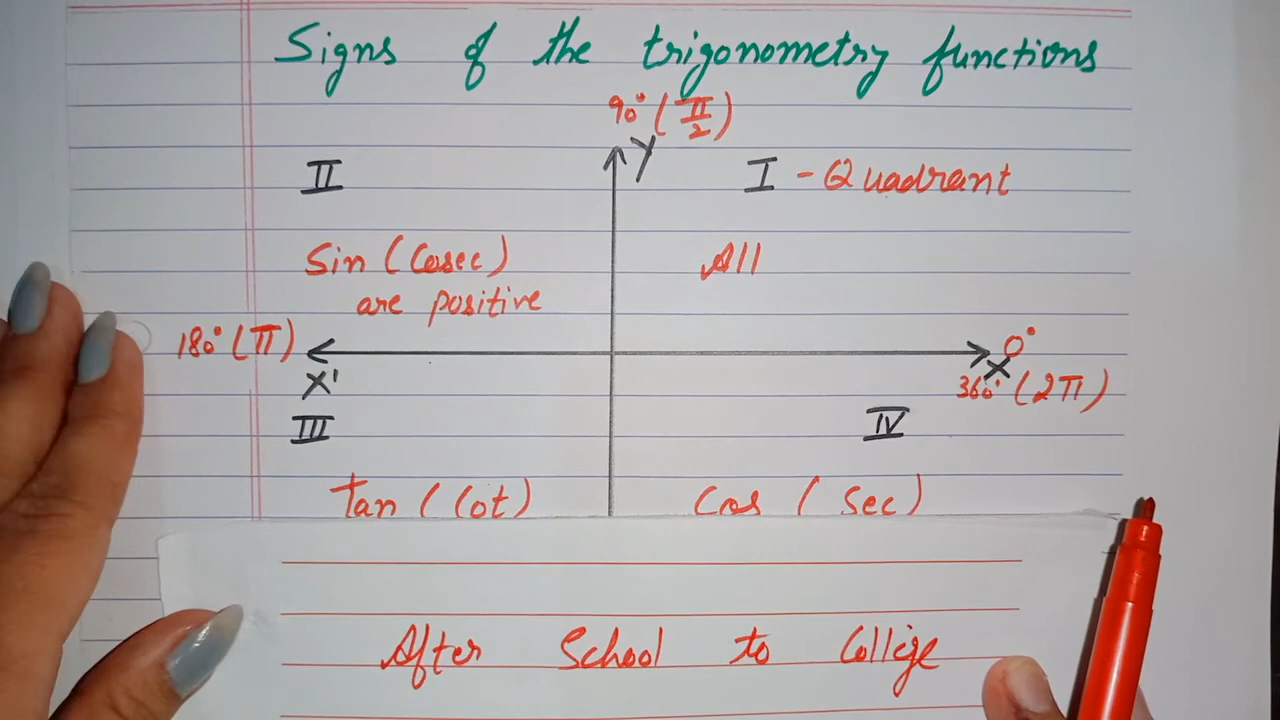 Signs of the trigonometry functions
90° (π/2)
Y
II
I - Quadrant
Sin (Cosec)
are positive
All
180° (π)
0°
X'
X
360° (2π)
III
IV
Tan (Cot)
Cos (Sec)
After School to College